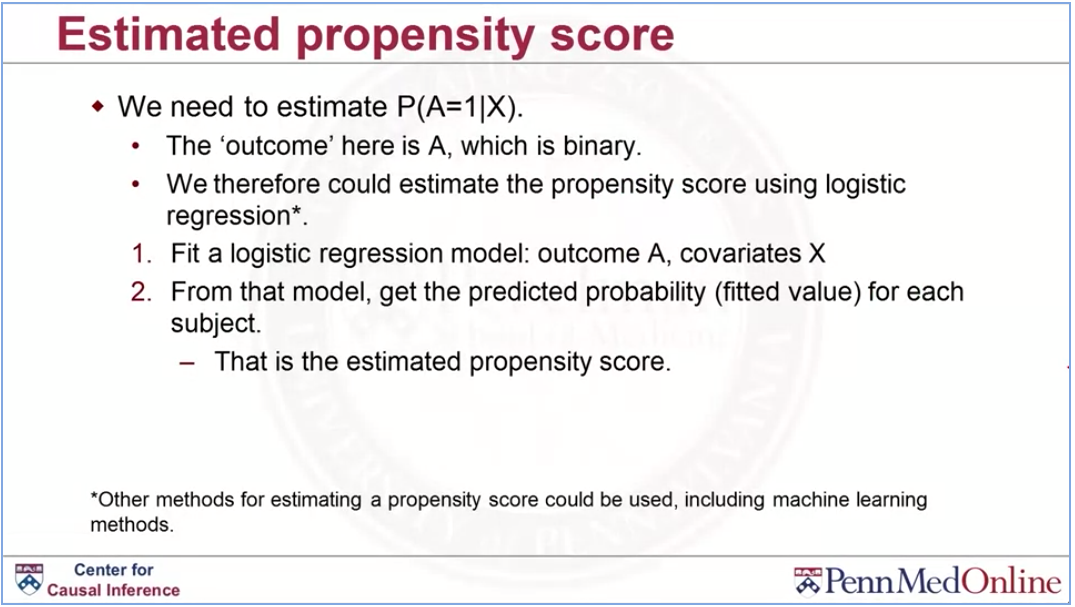 Estimated propensity score
◆ We need to estimate P(A=1|X).
• The ‘outcome’ here is A, which is binary.
• We therefore could estimate the propensity score using logistic
regression*.
1. Fit a logistic regression model: outcome A, covariates X
2. From that model, get the predicted probability (fitted value) for each
subject.
– That is the estimated propensity score.
*Other methods for estimating a propensity score could be used, including machine learning
methods.
Center for
Causal Inference
PennMedOnline